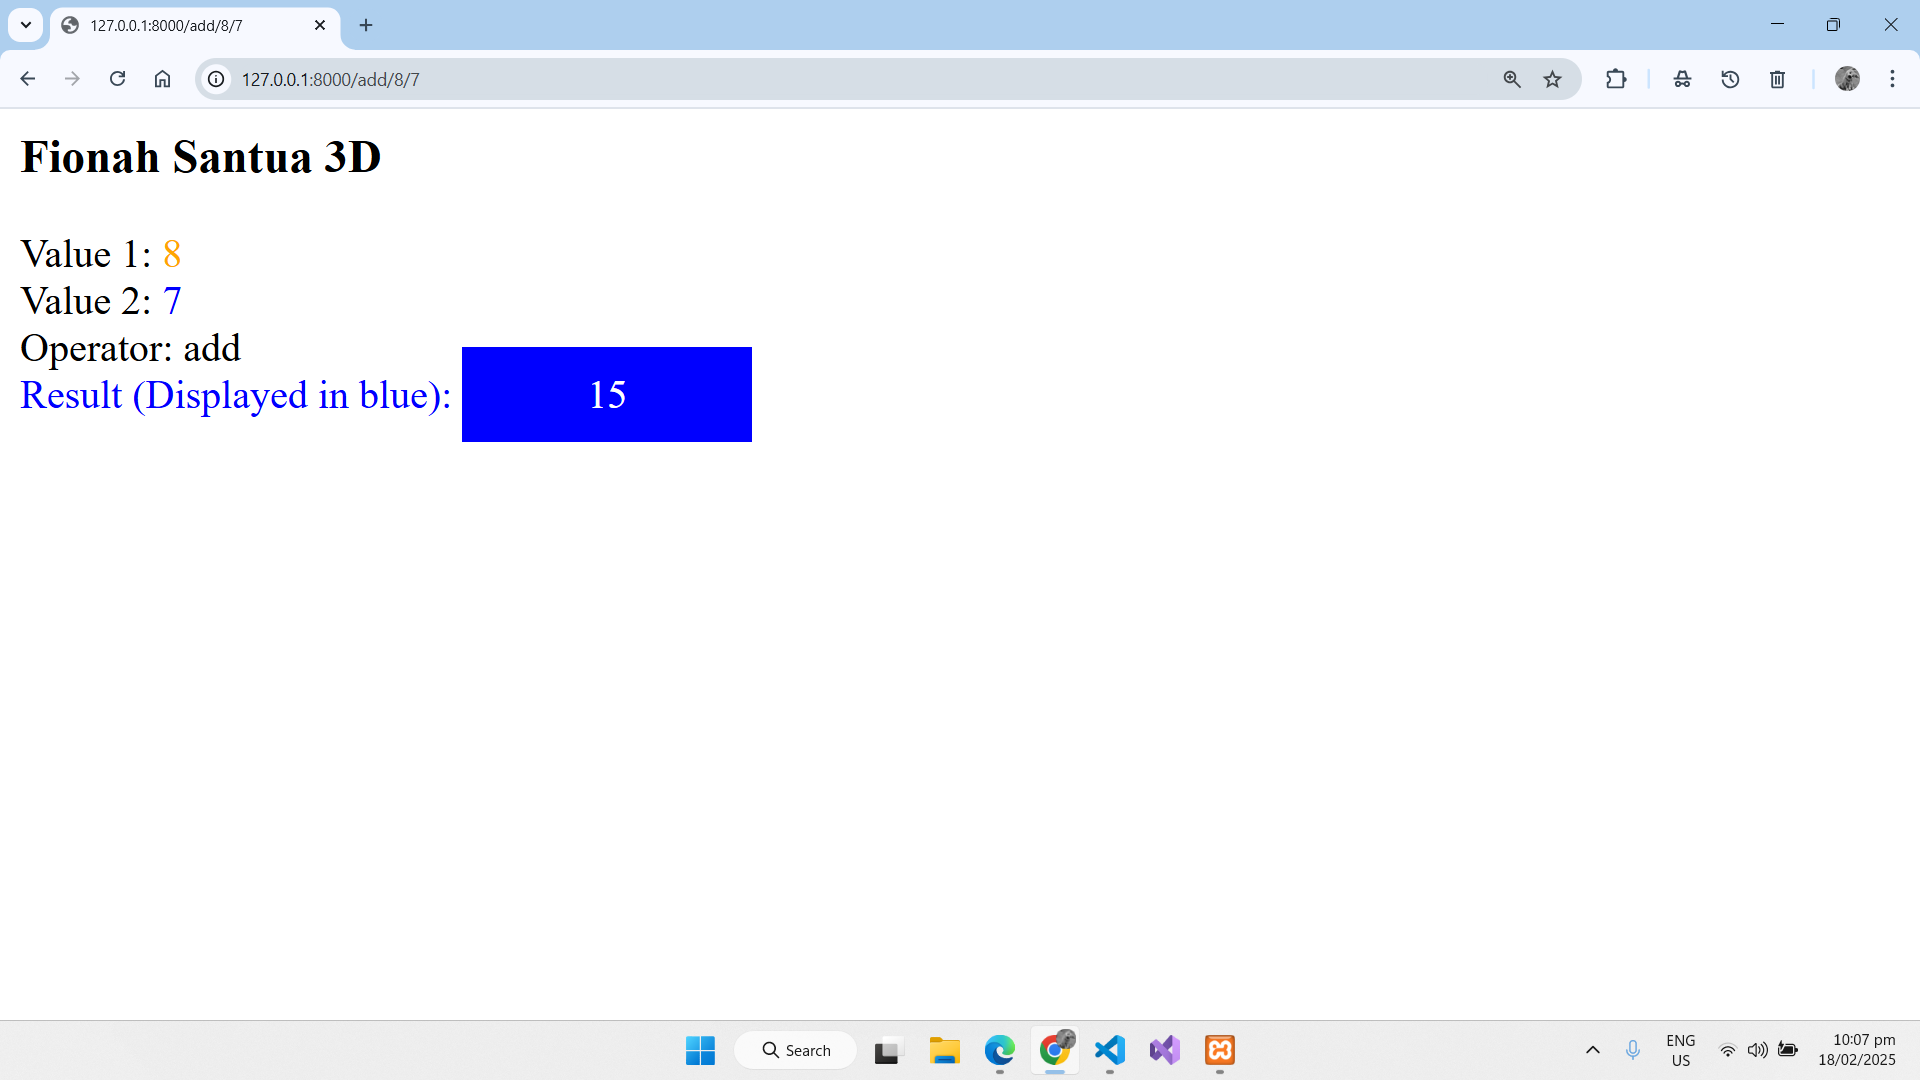 127.0.0.1:8000/add/8/7
127.0.0.1:8000/add/8/7
Fionah Santua 3D
Value 1: 8
Value 2: 7
Operator: add
Result (Displayed in blue): 15
Search
ENG
US
10:07 pm
18/02/2025